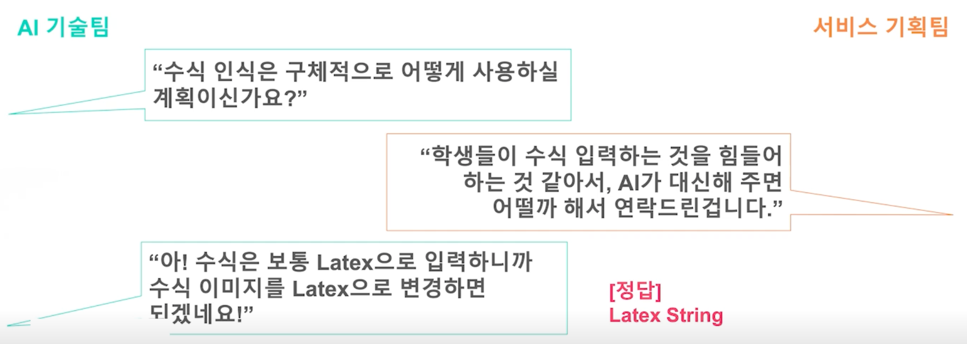 AI 기술팀
서비스 기획팀
“수식 인식은 구체적으로 어떻게 사용하실
계획이신가요?”
“학생들이 수식 입력하는 것을 힘들어
하는 것 같아서, AI가 대신해 주면
어떨까 해서 연락드린겁니다.”
“아! 수식은 보통 Latex으로 입력하니까
수식 이미지를 Latex으로 변경하면
되겠네요!”
[정답]
Latex String